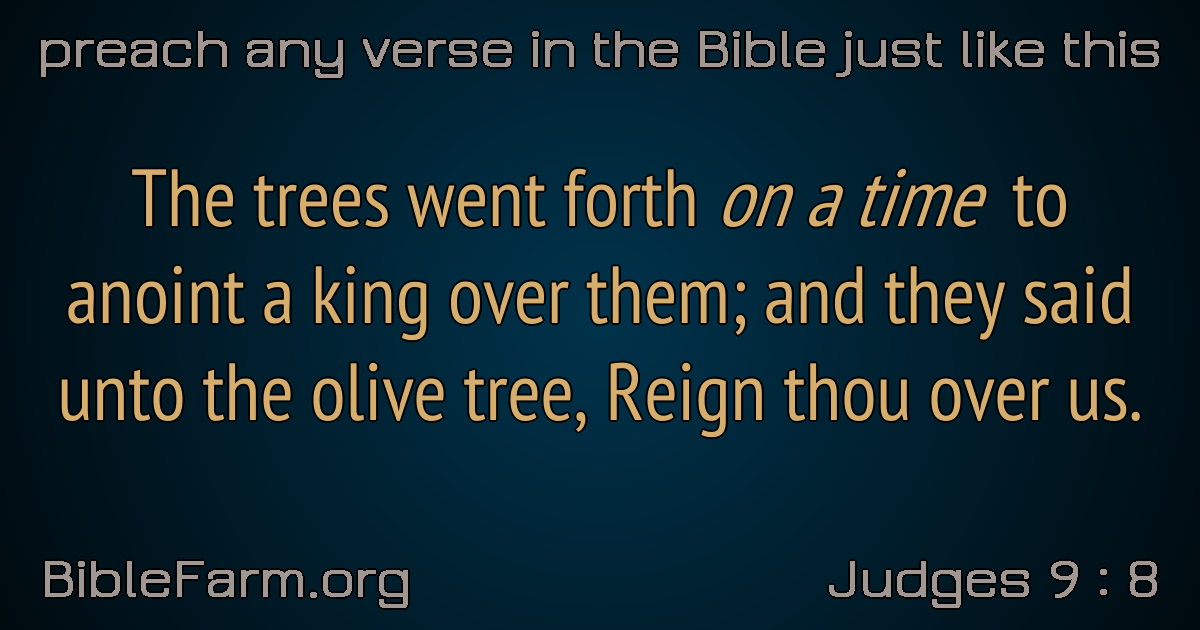 preach any verse in the Bible just like this
The trees went forth on a time to
anoint a king over them; and they said
unto the olive tree, Reign thou over us.
BibleFarm.org
Judges 9 : 8